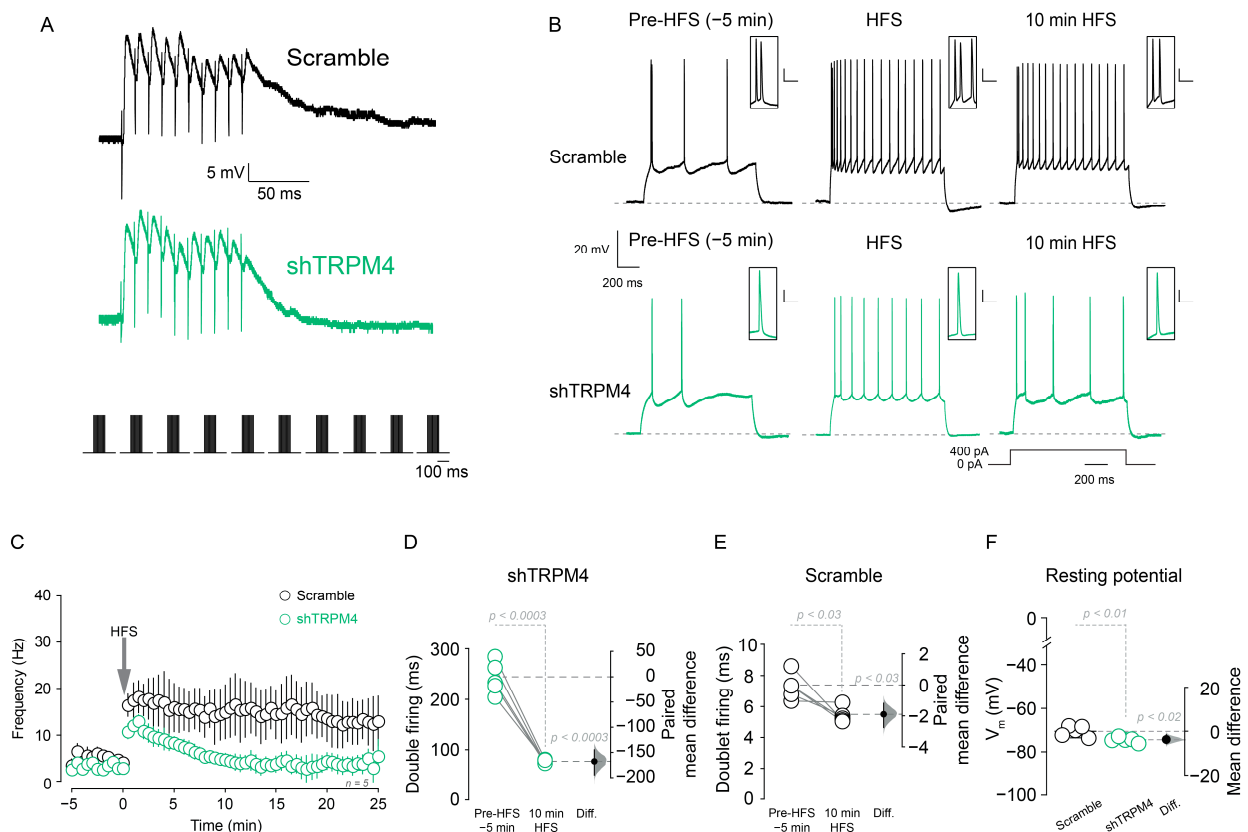 A
Scramble
5 mV
50 ms
shTRPM4
100 ms
B
Pre-HFS (−5 min)
HFS
10 min HFS
Scramble
Pre-HFS (−5 min)
HFS
10 min HFS
20 mV
200 ms
shTRPM4
400 pA
0 pA
200 ms
C
Frequency (Hz)
40
30
20
10
0
HFS
Scramble
shTRPM4
n = 5
−5
0
5
10
15
20
25
Time (min)
D
shTRPM4
p < 0.0003
Double firing (ms)
300
200
100
0
p < 0.0003
50
0
−50
−100
−150
−200
Paired
mean difference
Pre-HFS
−5 min
10 min
HFS
Diff.
E
Scramble
p < 0.03
Doublet firing (ms)
10
8
6
4
2
0
p < 0.03
2
0
−2
−4
Paired
mean difference
Pre-HFS
−5 min
10 min
HFS
Diff.
F
Resting potential
p < 0.01
Vm (mV)
0
−40
−60
−80
−100
p < 0.02
20
0
−20
Mean difference
Scramble
shTRPM4
Diff.